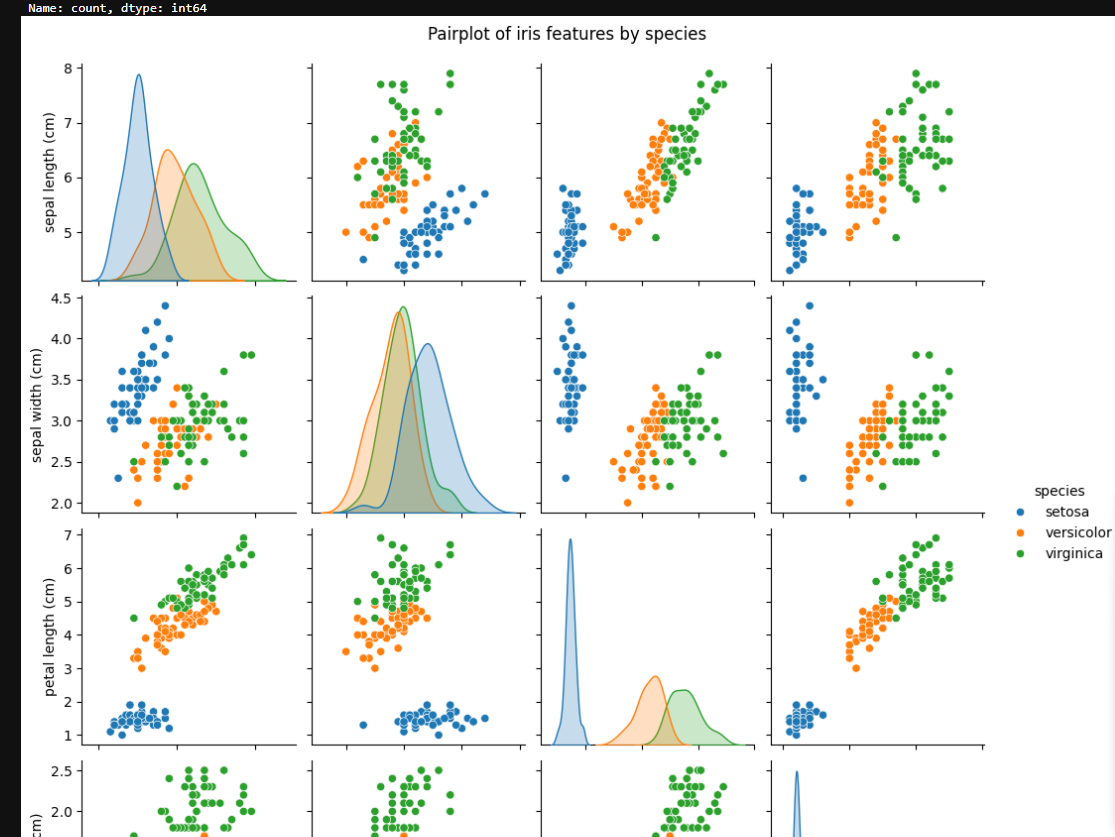 Name: count, dtype: int64
Pairplot of iris features by species
8
7
6
5
sepal length (cm)
4.5
4.0
3.5
3.0
2.5
2.0
sepal width (cm)
7
6
5
4
3
2
1
petal length (cm)
2.5
2.0
cm)
species
setosa
versicolor
virginica